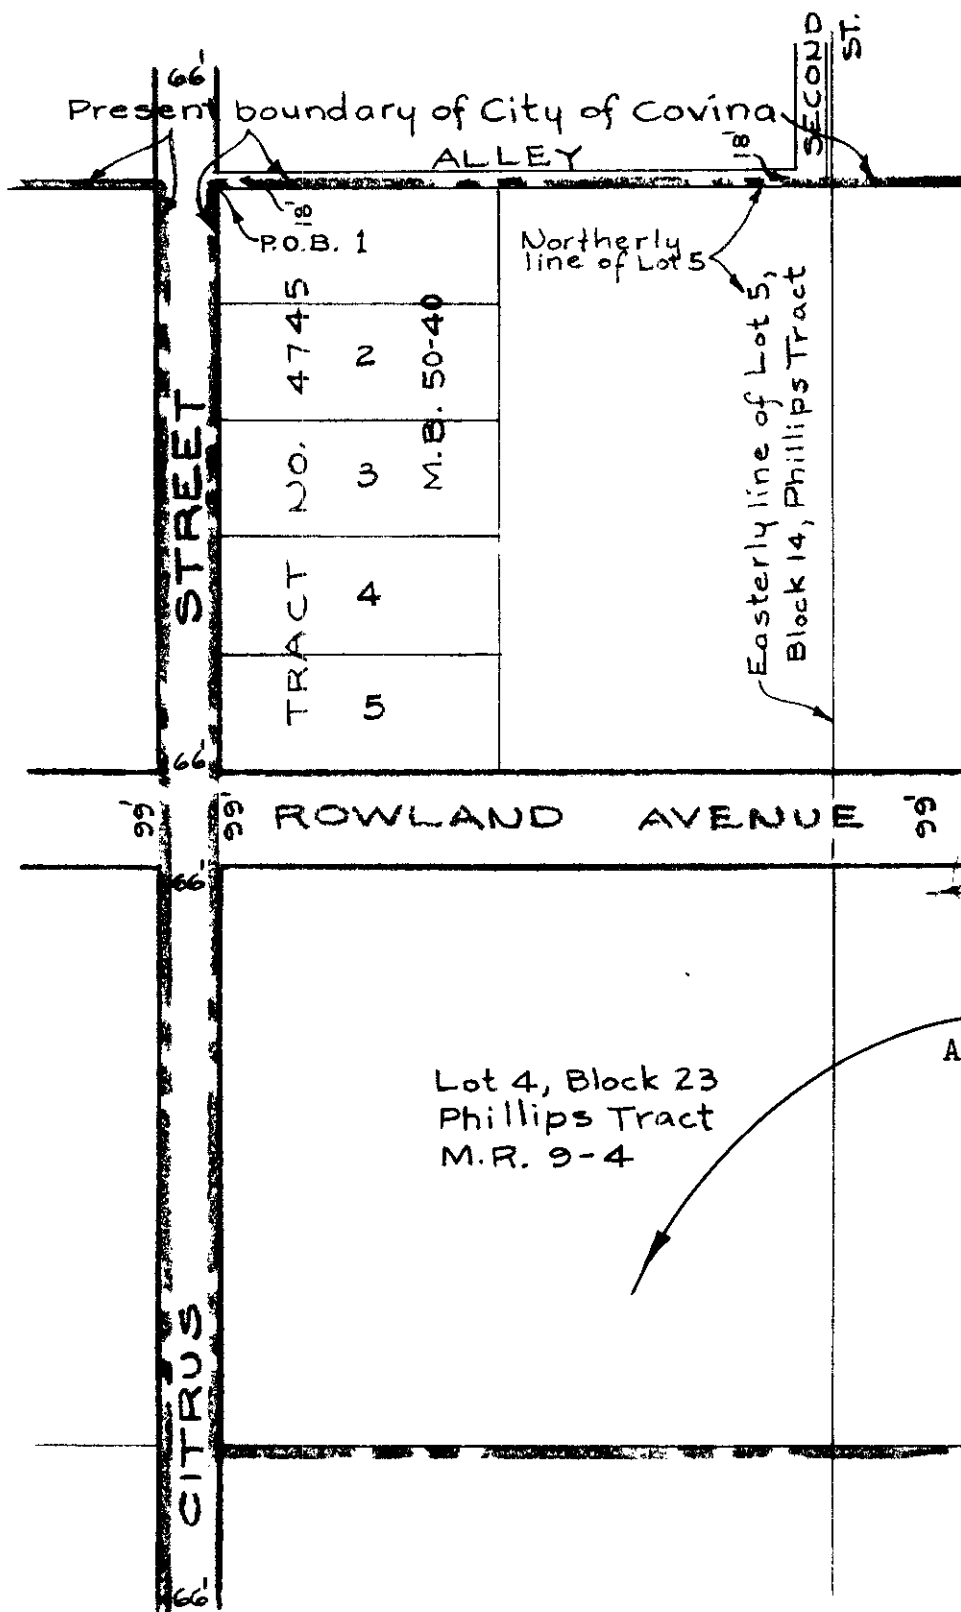 66'
SECOND
ST.
Present boundary of City of Covina
ALLEY
18'
18'
P.O.B. 1
Northerly
line of Lot 5
TRACT NO. 4745
M.B. 50-40
2
3
4
5
Easterly line of Lot 5,
Block 14, Phillips Tract
STREET
66'
99'
99'
ROWLAND AVENUE
99'
66'
A
Lot 4, Block 23
Phillips Tract
M.R. 9-4
CITRUS
66'